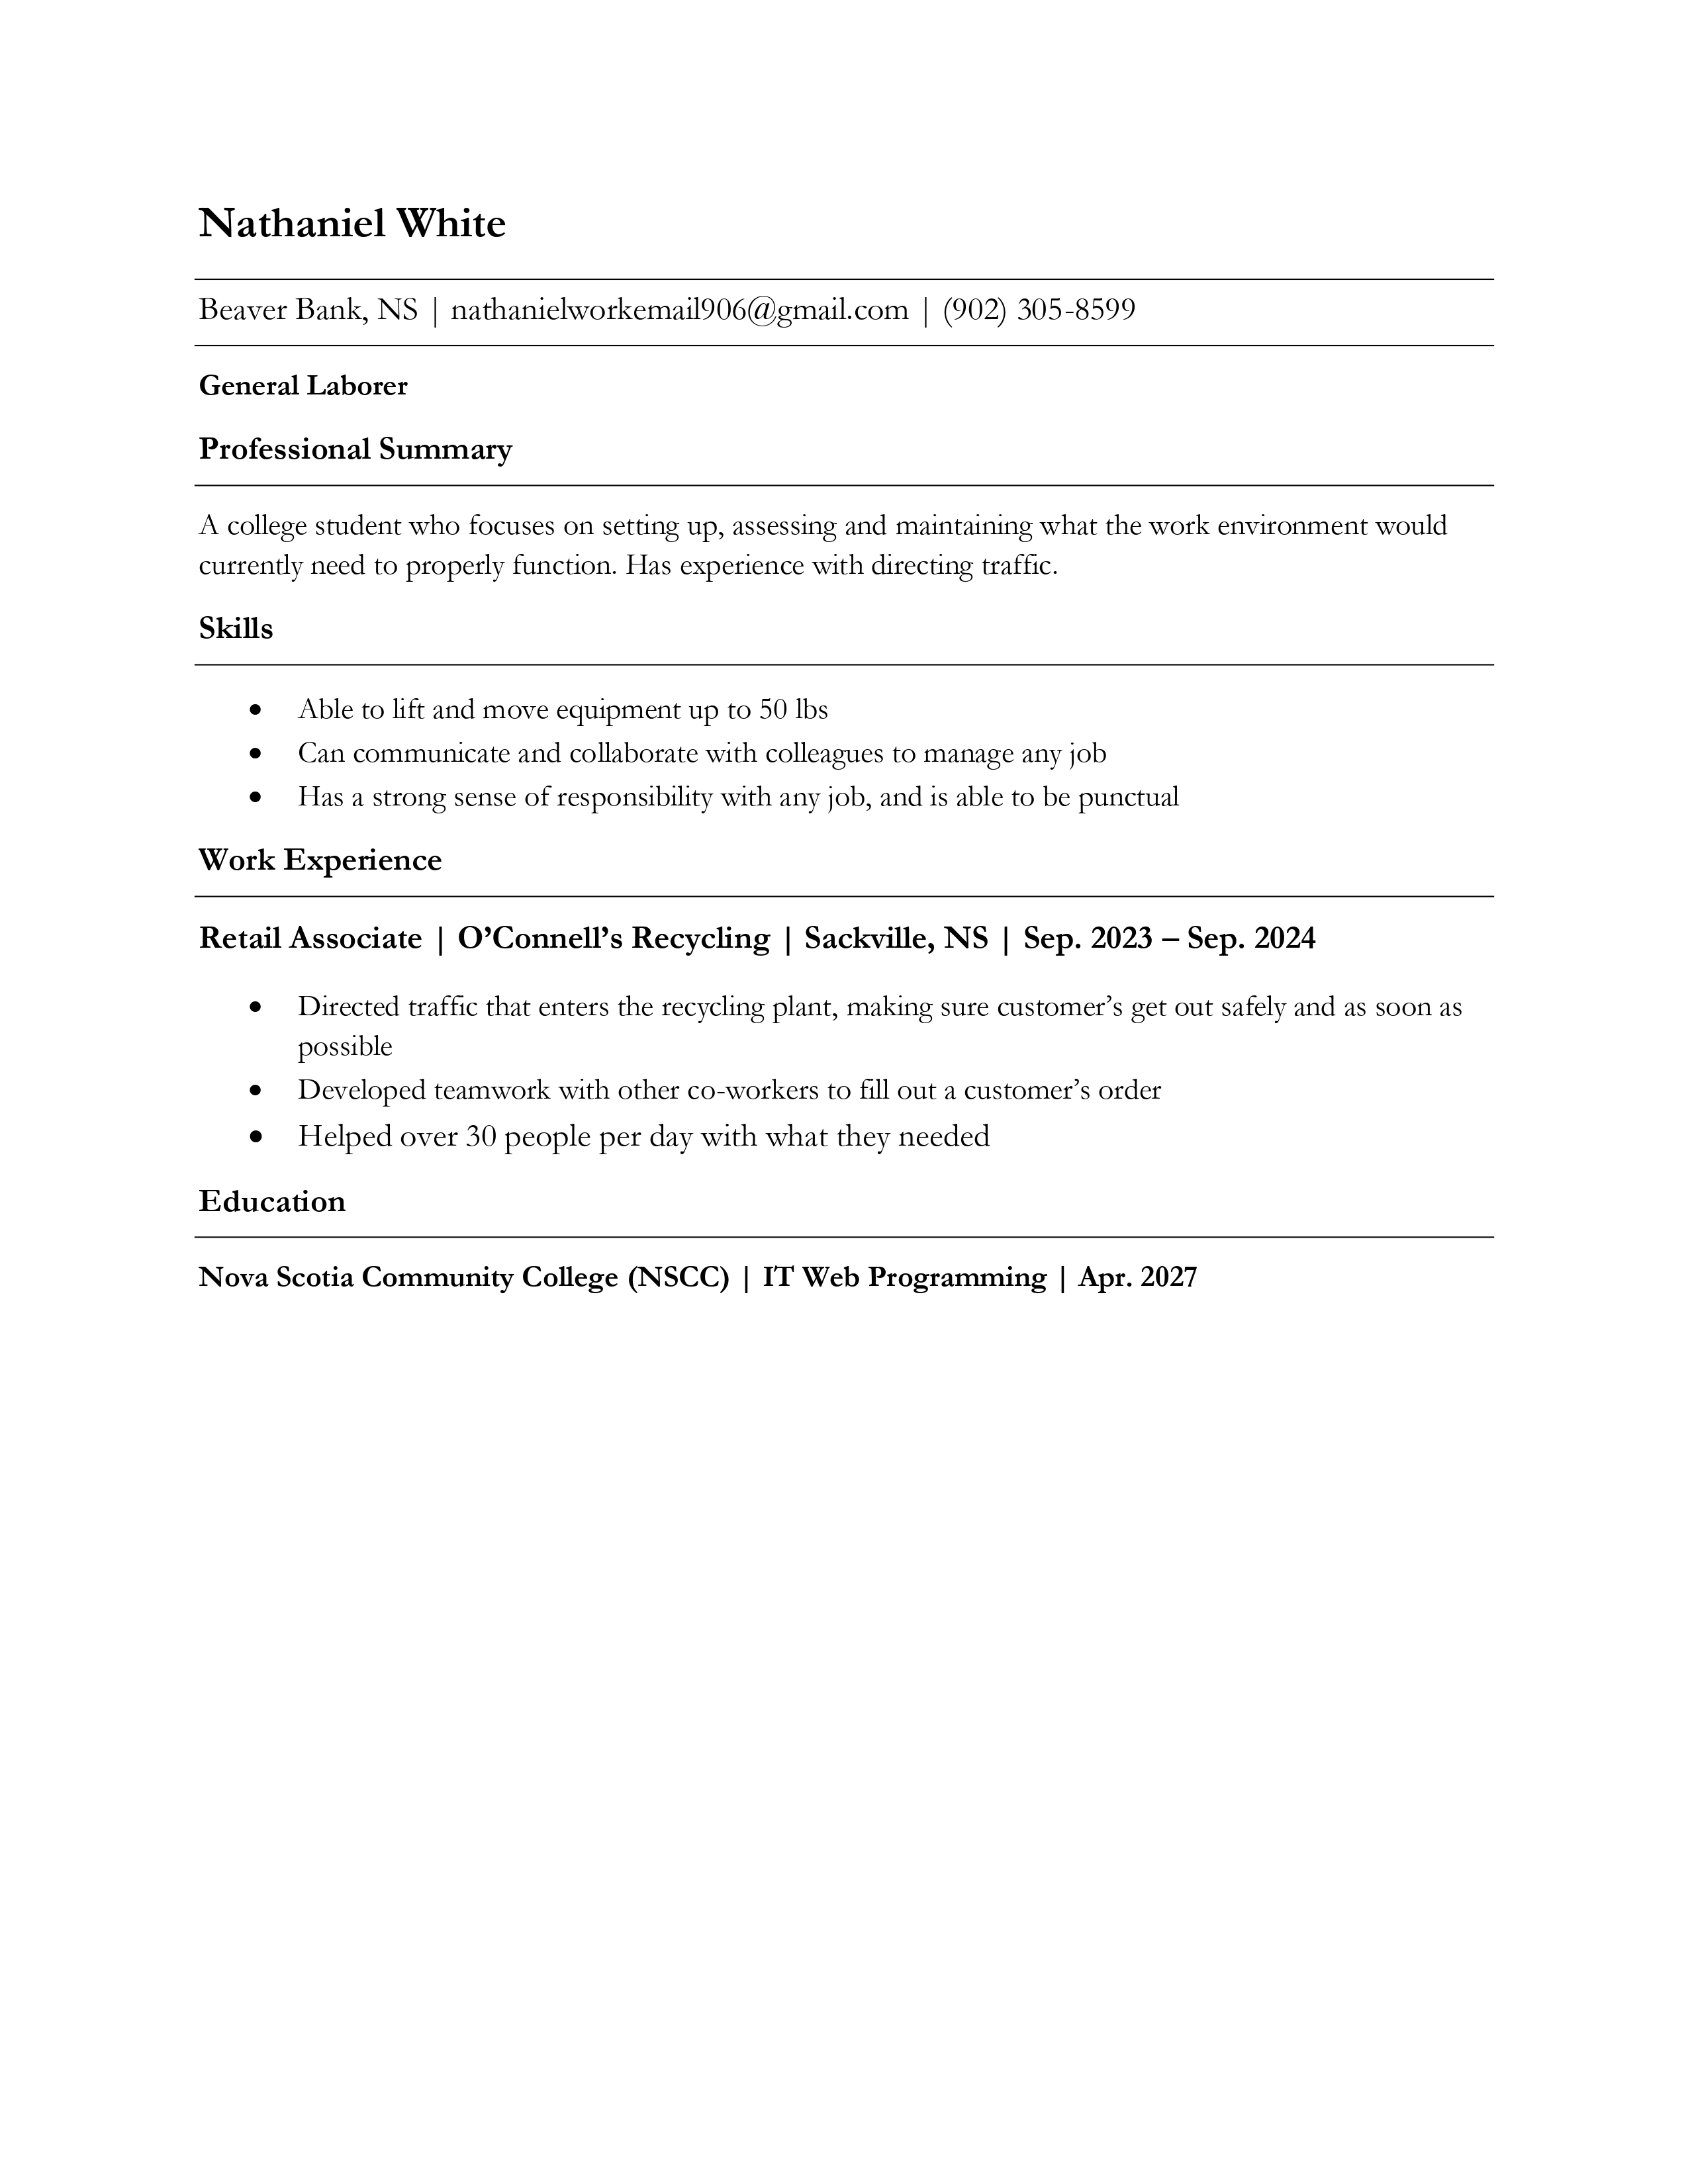 Nathaniel White
Beaver Bank, NS | nathanielworkemail906@gmail.com | (902) 305-8599
General Laborer
Professional Summary
A college student who focuses on setting up, assessing and maintaining what the work environment would
currently need to properly function. Has experience with directing traffic.
Skills
• Able to lift and move equipment up to 50 lbs
• Can communicate and collaborate with colleagues to manage any job
• Has a strong sense of responsibility with any job, and is able to be punctual
Work Experience
Retail Associate | O’Connell’s Recycling | Sackville, NS | Sep. 2023 – Sep. 2024
• Directed traffic that enters the recycling plant, making sure customer’s get out safely and as soon as
possible
• Developed teamwork with other co-workers to fill out a customer’s order
• Helped over 30 people per day with what they needed
Education
Nova Scotia Community College (NSCC) | IT Web Programming | Apr. 2027